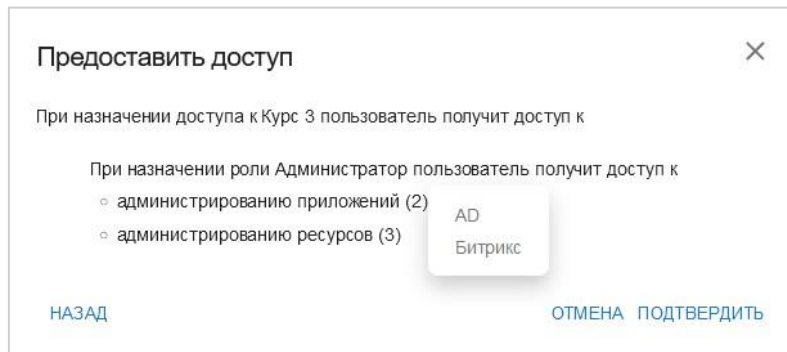 Предоставить доступ
При назначении доступа к Курс 3 пользователь получит доступ к
При назначении роли Администратор пользователь получит доступ к
администрированию приложений (2)
AD
администрированию ресурсов (3)
Битрикс
НАЗАД
ОТМЕНА ПОДТВЕРДИТЬ